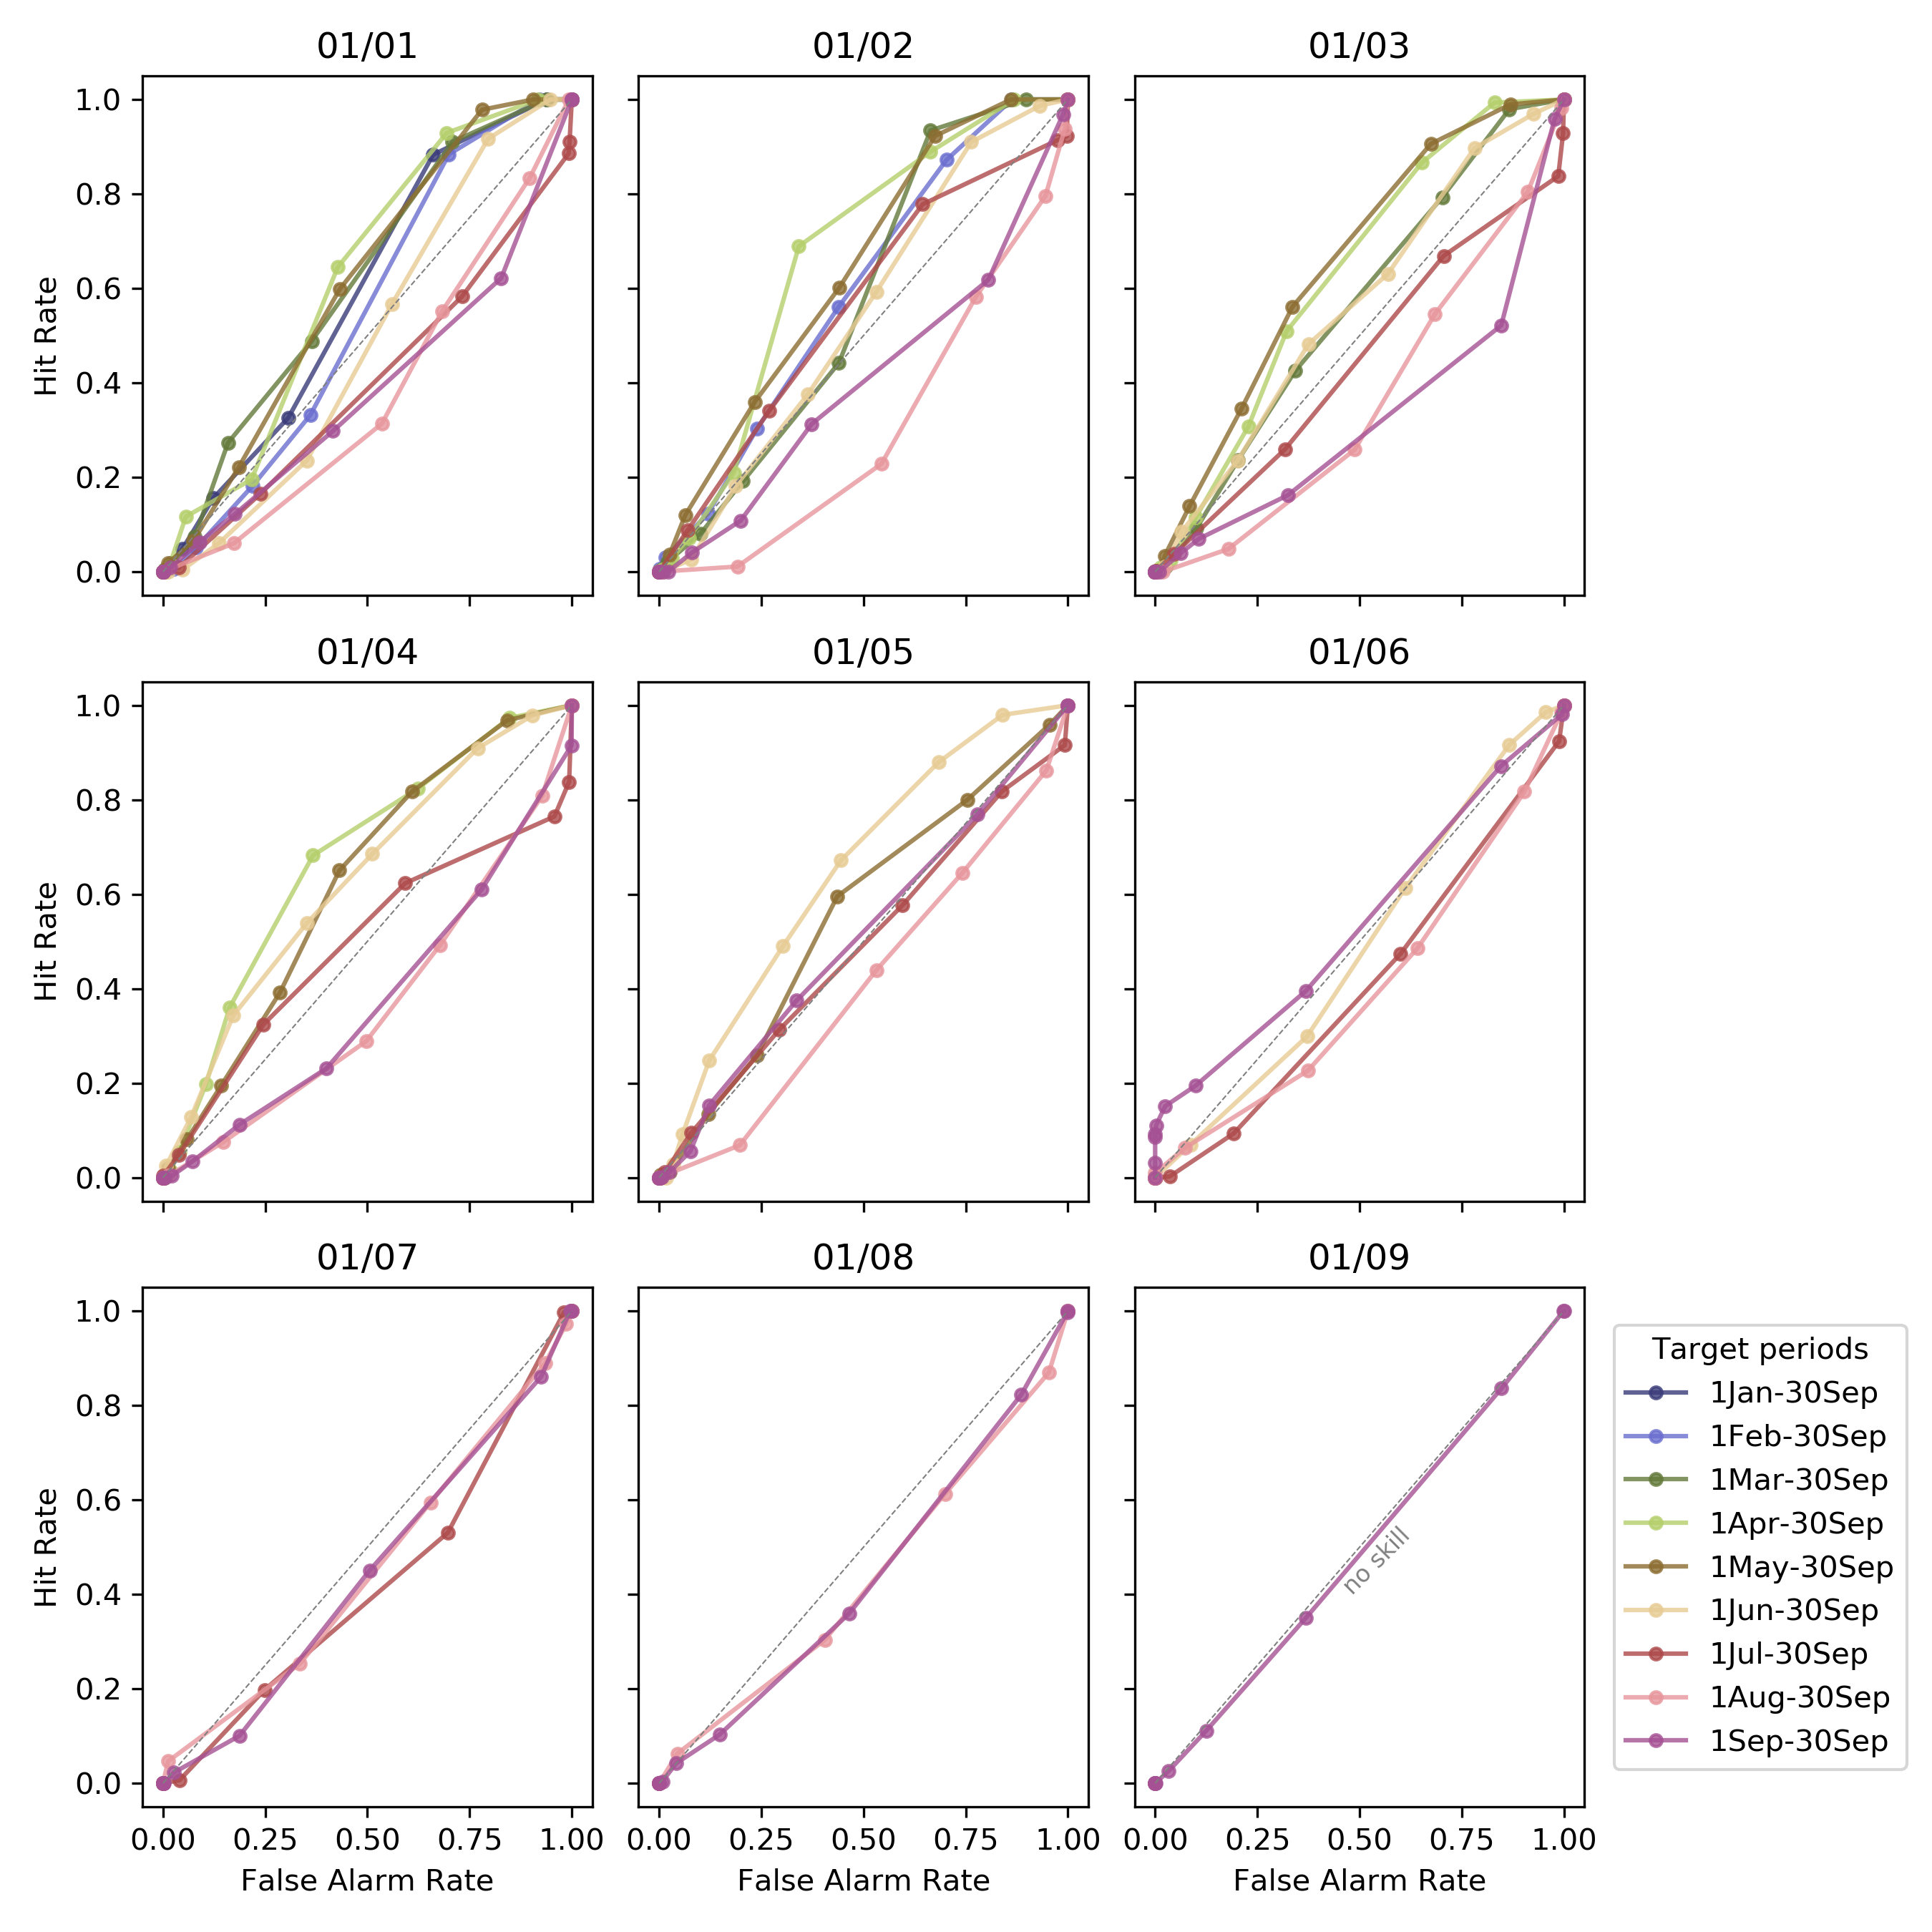 01/01
01/02
01/03
1.0
0.8
0.6
0.4
0.2
0.0
Hit Rate
01/04
01/05
01/06
1.0
0.8
0.6
0.4
0.2
0.0
Hit Rate
01/07
01/08
01/09
1.0
0.8
0.6
0.4
0.2
0.0
Hit Rate
no skill
0.00 0.25 0.50 0.75 1.00
0.00 0.25 0.50 0.75 1.00
0.00 0.25 0.50 0.75 1.00
False Alarm Rate
False Alarm Rate
False Alarm Rate
Target periods
1Jan-30Sep
1Feb-30Sep
1Mar-30Sep
1Apr-30Sep
1May-30Sep
1Jun-30Sep
1Jul-30Sep
1Aug-30Sep
1Sep-30Sep